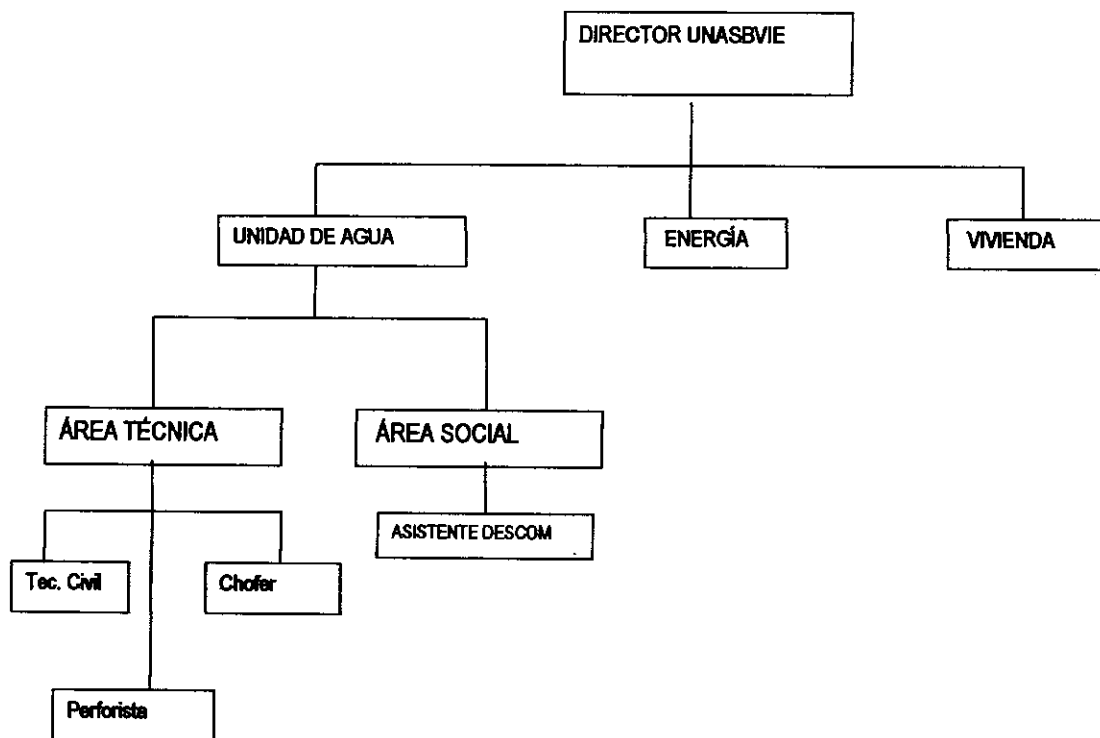 DIRECTOR UNASBVIE
UNIDAD DE AGUA
ENERGÍA
VIVIENDA
ÁREA TÉCNICA
ÁREA SOCIAL
ASISTENTE DESCOM
Tec. Civil
Chofer
Perforista